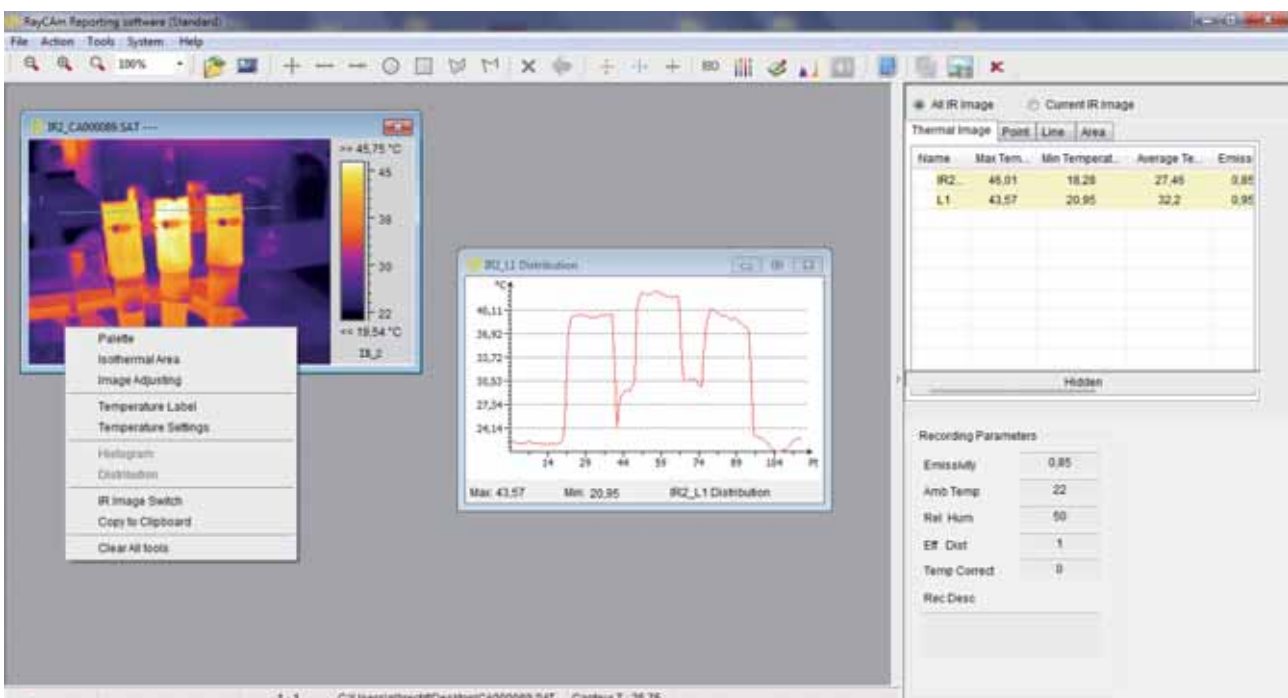 RayCAm Reporting software (Standard)
File Action Tools System Help
100%
ISO
IR2_CA000089.SAT ---
>= 45,75 °C
45
38
30
22
<< 19,54 °C
IR_2
Palette
Isothermal Area
Image Adjusting
Temperature Label
Temperature Settings
Histogram
Distribution
IR Image Switch
Copy to Clipboard
Clear All tools
IR2_L1 Distribution
°C
40,11
36,92
33,72
30,53
27,34
24,14
14 29 44 59 74 89 104 Pt
Max: 43,57 Min: 20,95 IR2_L1 Distribution
All IR Image Current IR Image
Thermal Image Point Line Area
Name Max Tem... Min Temperat... Average Te... Emiss
IR2... 46,01 18,28 27,46 0,85
L1 43,57 20,95 32,2 0,95
Hidden
Recording Parameters
Emissivity 0,85
Amb Temp 22
Rel Hum 50
Eff Dist 1
Temp Correct 0
Rec Desc
1 : 1